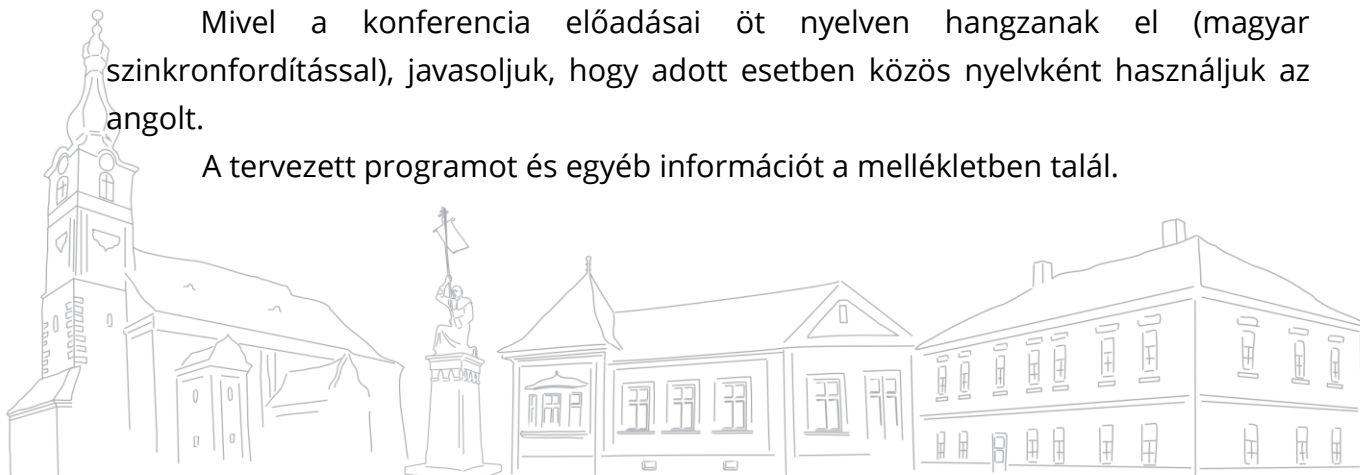 Mivel a konferencia előadásai öt nyelven hangzanak el (magyar
szinkronfordítással), javasoljuk, hogy adott esetben közös nyelvként használjuk az
angolt.
A tervezett programot és egyéb információt a mellékletben talál.